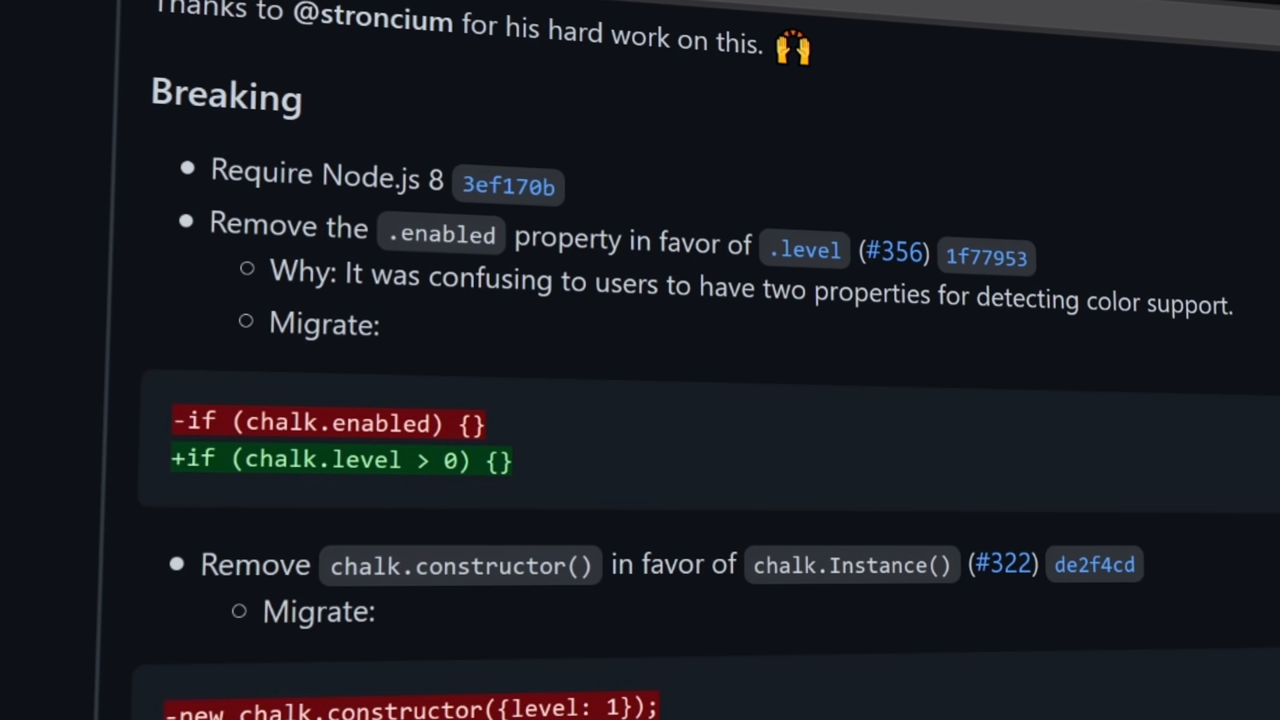 Thanks to @stroncium for his hard work on this. 🙌
Breaking
Require Node.js 8 3ef170b
Remove the .enabled property in favor of .level (#356) 1f77953
Why: It was confusing to users to have two properties for detecting color support.
Migrate:
-if (chalk.enabled) {}
+if (chalk.level > 0) {}
Remove chalk.constructor() in favor of chalk.Instance() (#322) de2f4cd
Migrate:
-new chalk.constructor({level: 1});